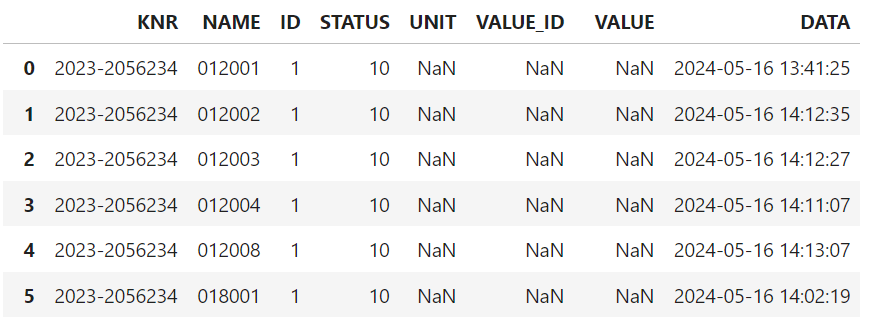 KNR NAME ID STATUS UNIT VALUE_ID VALUE DATA
0 2023-2056234 012001 1 10 NaN NaN NaN 2024-05-16 13:41:25
1 2023-2056234 012002 1 10 NaN NaN NaN 2024-05-16 14:12:35
2 2023-2056234 012003 1 10 NaN NaN NaN 2024-05-16 14:12:27
3 2023-2056234 012004 1 10 NaN NaN NaN 2024-05-16 14:11:07
4 2023-2056234 012008 1 10 NaN NaN NaN 2024-05-16 14:13:07
5 2023-2056234 018001 1 10 NaN NaN NaN 2024-05-16 14:02:19